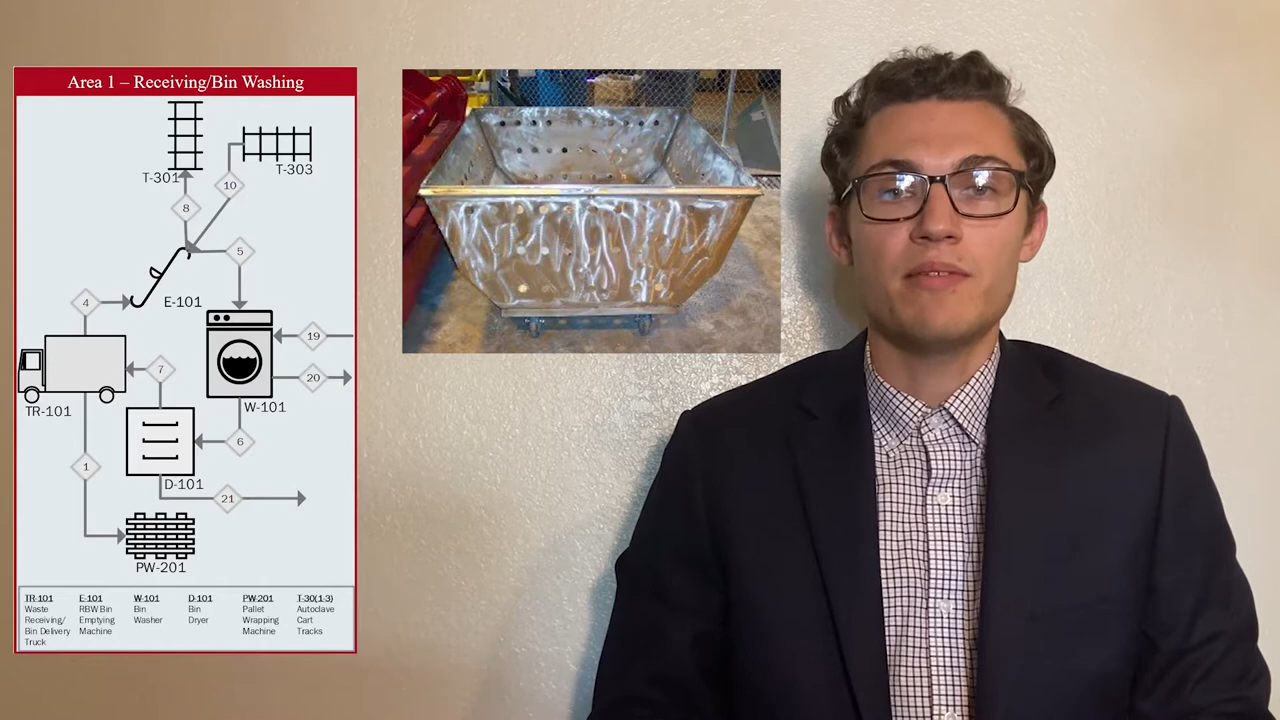 Area 1 – Receiving/Bin Washing
T-301
T-303
10
8
5
E-101
4
19
7
20
TR-101
W-101
6
1
D-101
21
PW-201
TR-101
Waste
Receiving/
Bin Delivery
Truck
E-101
RBW Bin
Emptying
Machine
W-101
Bin
Washer
D-101
Bin
Dryer
PW-201
Pallet
Wrapping
Machine
T-30(1-3)
Autoclave
Cart
Tracks